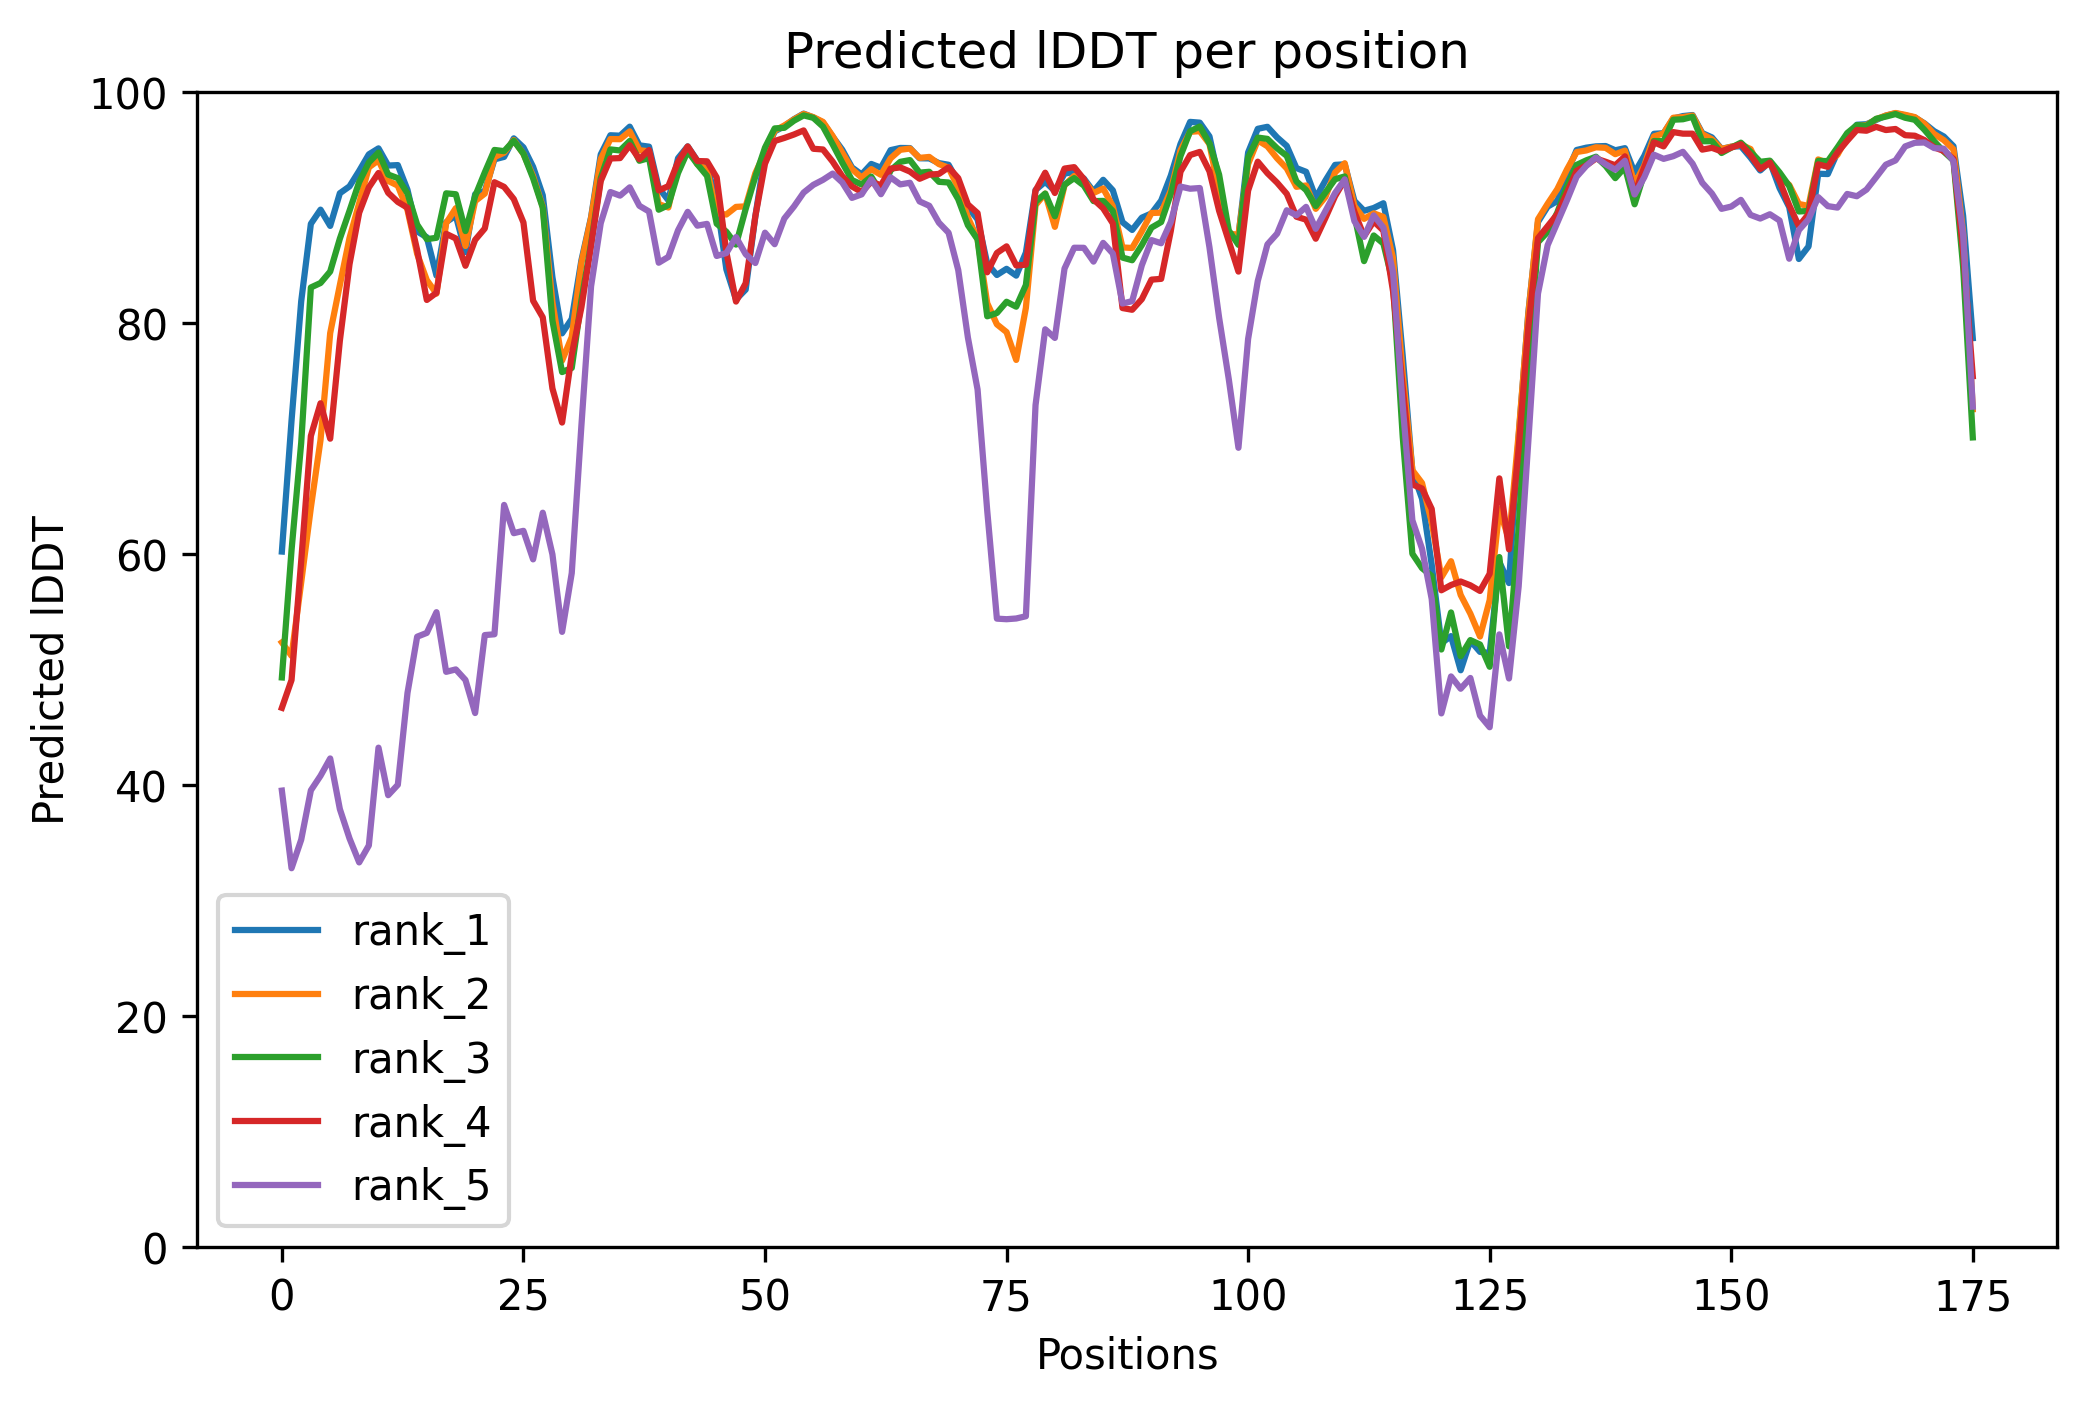 Predicted lDDT per position
100
80
60
40
20
0
Predicted lDDT
rank_1
rank_2
rank_3
rank_4
rank_5
0 25 50 75 100 125 150 175
Positions